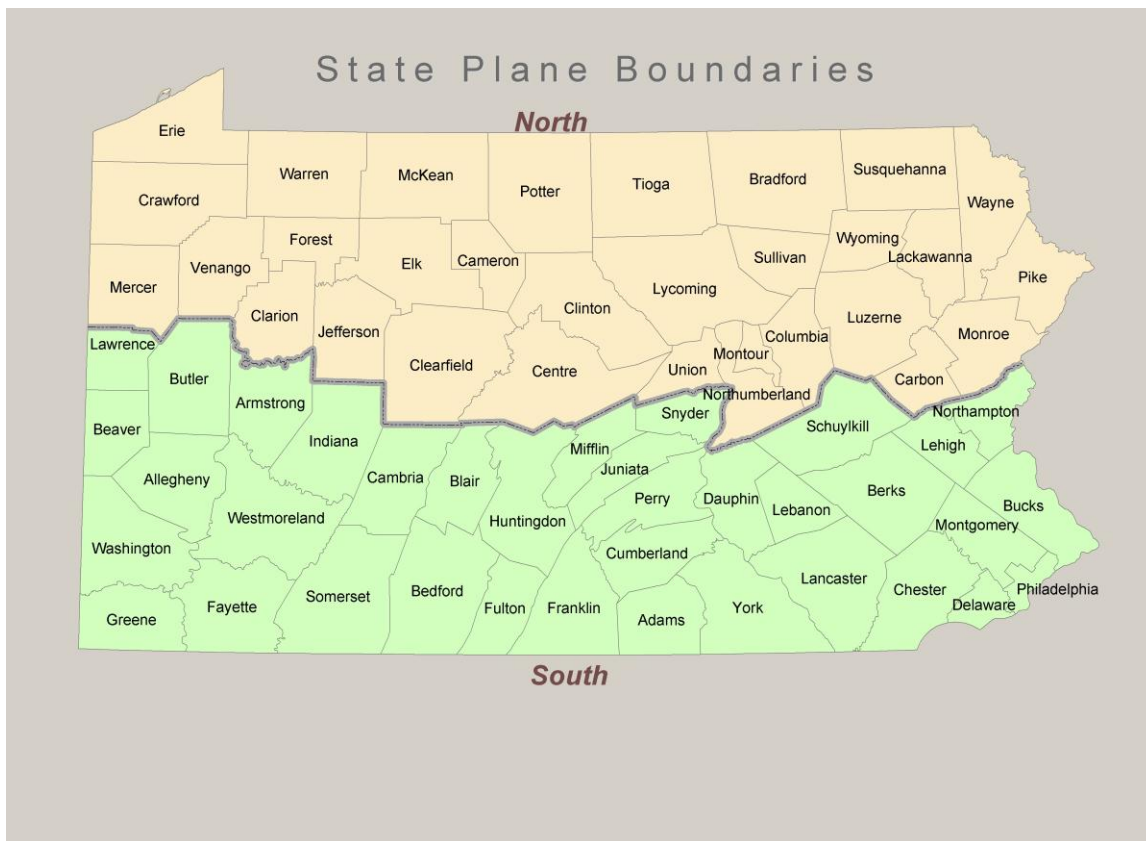 State Plane Boundaries
North
Erie
Warren
McKean
Potter
Tioga
Bradford
Susquehanna
Crawford
Wayne
Forest
Wyoming
Venango
Elk
Cameron
Sullivan
Lackawanna
Pike
Mercer
Lycoming
Clinton
Clarion
Luzerne
Jefferson
Columbia
Monroe
Lawrence
Montour
Clearfield
Centre
Union
Carbon
Butler
Northumberland
Armstrong
Snyder
Northampton
Beaver
Indiana
Schuylkill
Mifflin
Lehigh
Juniata
Allegheny
Cambria
Blair
Berks
Perry
Dauphin
Bucks
Lebanon
Westmoreland
Huntingdon
Montgomery
Washington
Cumberland
Lancaster
Philadelphia
Chester
Bedford
Somerset
Delaware
Fayette
Fulton
Franklin
York
Greene
Adams
South